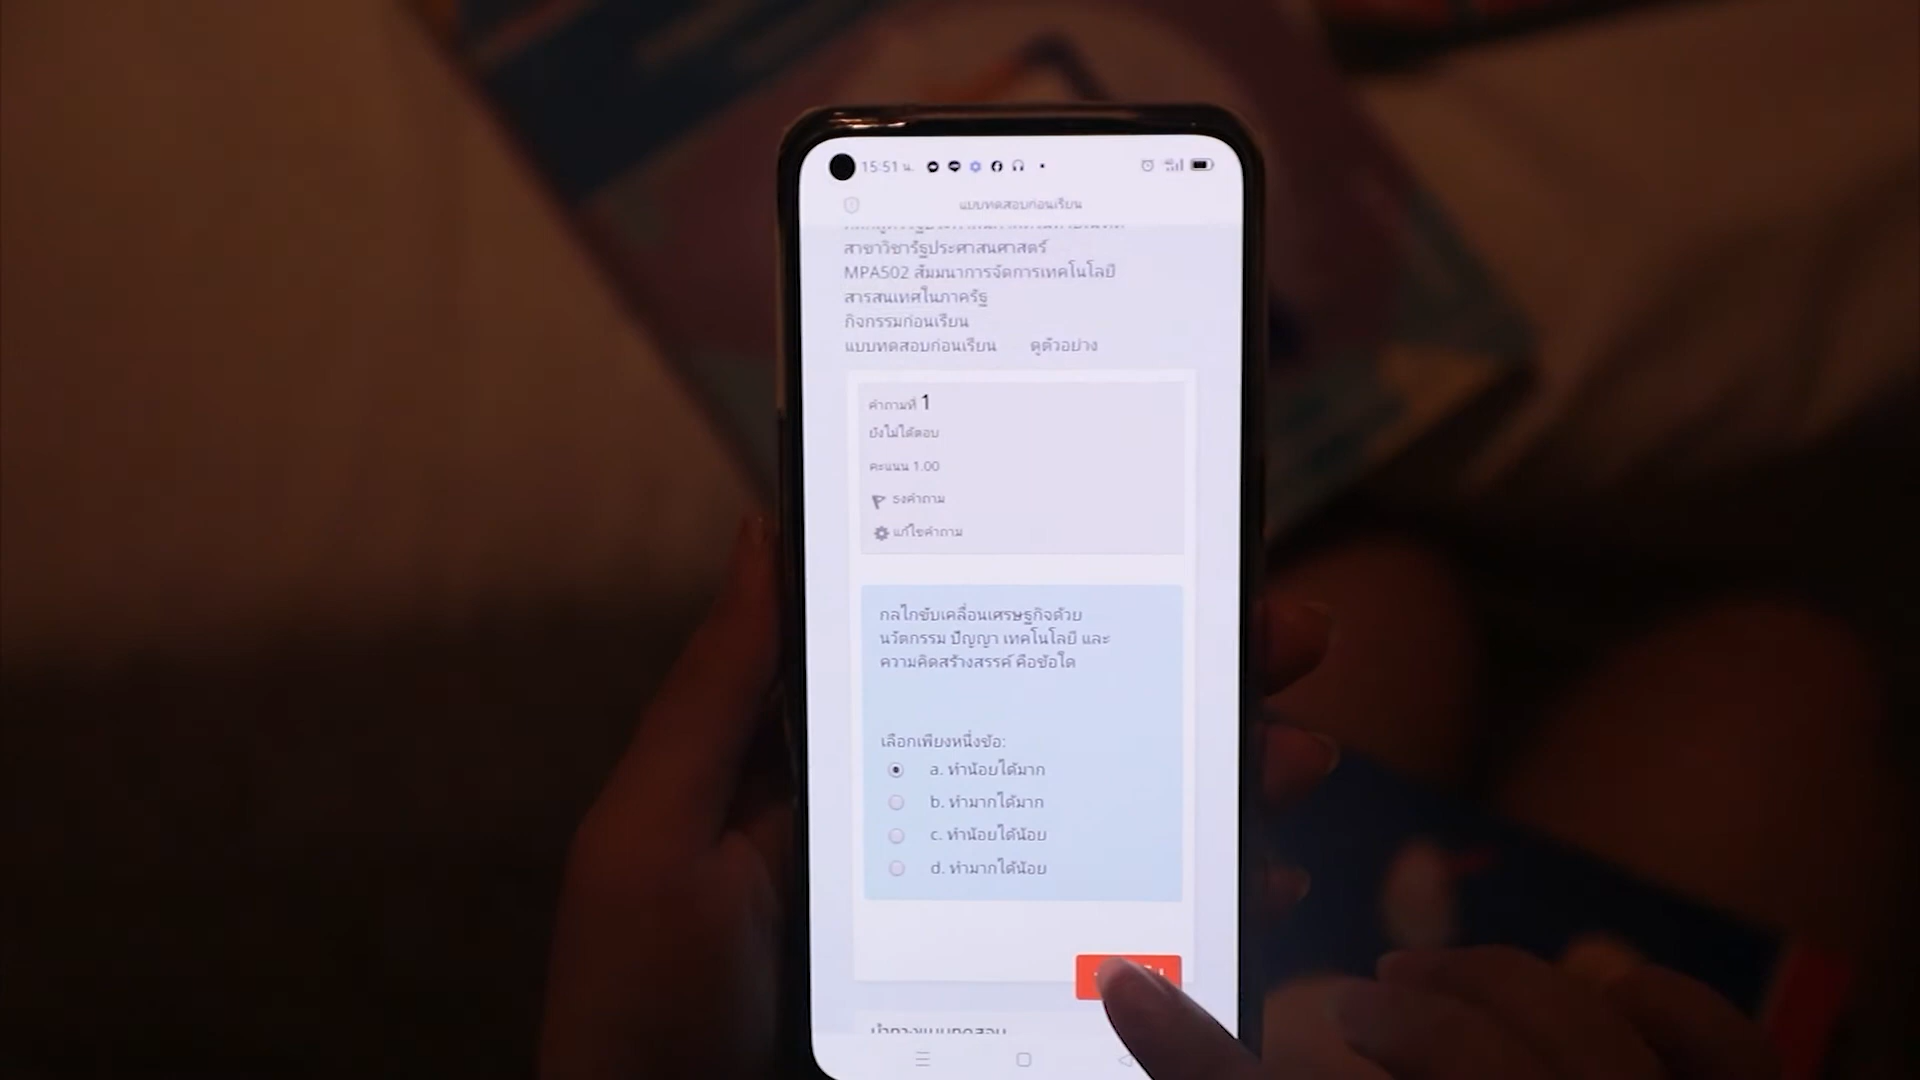 15:51 น.
แบบทดสอบก่อนเรียน
สาขาวิชารัฐประศาสนศาสตร์
MPA502 สัมมนาการจัดการเทคโนโลยี
สารสนเทศในภาครัฐ
กิจกรรมก่อนเรียน
แบบทดสอบก่อนเรียน ดูตัวอย่าง
คำถามที่ 1
ยังไม่ได้ตอบ
คะแนน 1.00
ธงคำถาม
แก้ไขคำถาม
กลไกขับเคลื่อนเศรษฐกิจด้วย
นวัตกรรม ปัญญา เทคโนโลยี และ
ความคิดสร้างสรรค์ คือข้อใด
เลือกเพียงหนึ่งข้อ:
a. ทำน้อยได้มาก
b. ทำมากได้มาก
c. ทำน้อยได้น้อย
d. ทำมากได้น้อย
นำทางแบบทดสอบ